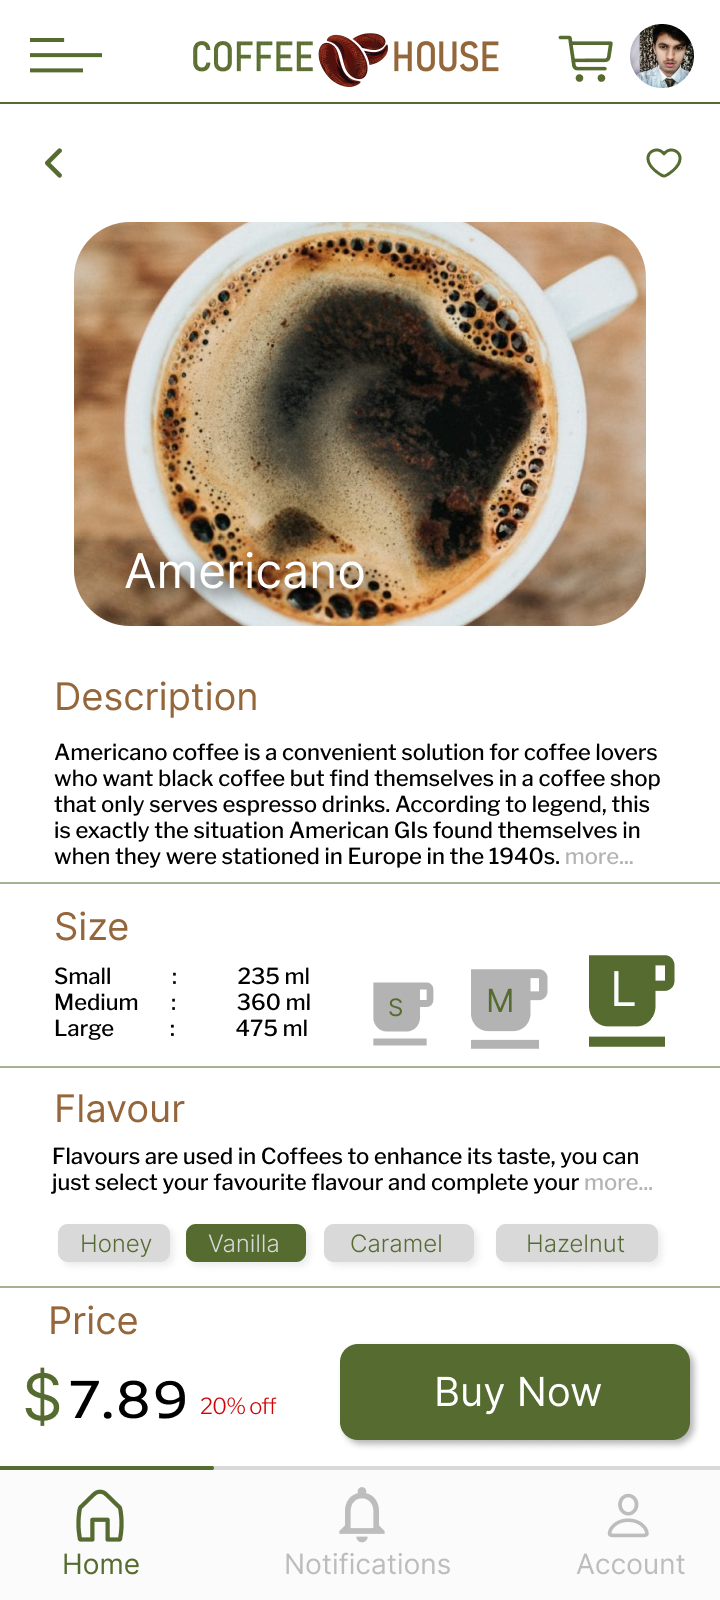 COFFEE HOUSE
Americano
Description
Americano coffee is a convenient solution for coffee lovers
who want black coffee but find themselves in a coffee shop
that only serves espresso drinks. According to legend, this
is exactly the situation American GIs found themselves in
when they were stationed in Europe in the 1940s. more...
Size
Small : 235 ml
Medium : 360 ml
Large : 475 ml
S M L
Flavour
Flavours are used in Coffees to enhance its taste, you can
just select your favourite flavour and complete your more...
Honey Vanilla Caramel Hazelnut
Price
$7.89 20% off
Buy Now
Home Notifications Account